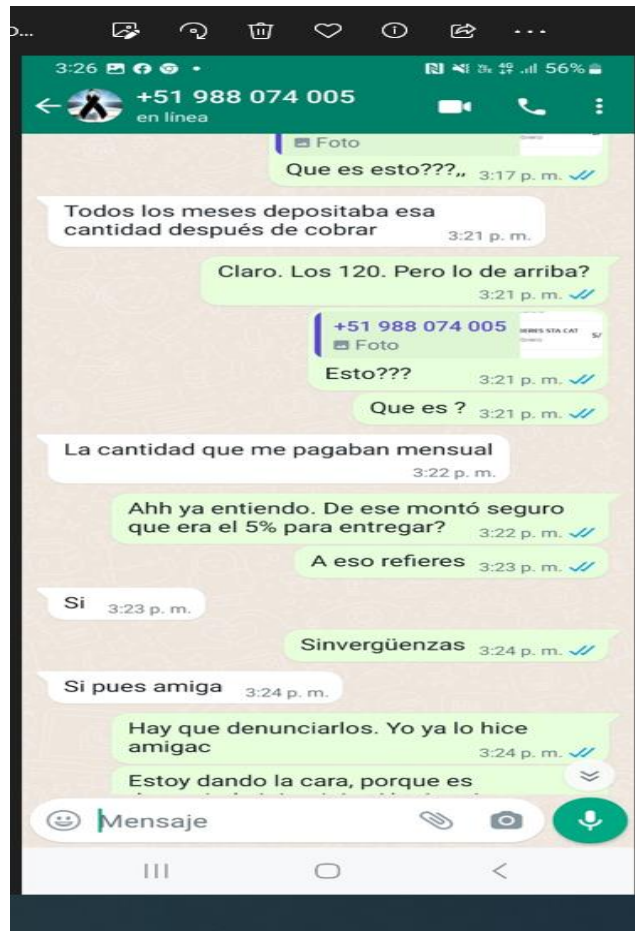 3:26
56%
+51 988 074 005
en línea
Foto
Que es esto???,, 3:17 p. m.
Todos los meses depositaba esa
cantidad después de cobrar 3:21 p. m.
Claro. Los 120. Pero lo de arriba?
3:21 p. m.
+51 988 074 005
Foto
Esto??? 3:21 p. m.
Que es ? 3:21 p. m.
La cantidad que me pagaban mensual
3:22 p. m.
Ahh ya entiendo. De ese montó seguro
que era el 5% para entregar? 3:22 p. m.
A eso refieres 3:23 p. m.
Si 3:23 p. m.
Sinvergüenzas 3:24 p. m.
Si pues amiga 3:24 p. m.
Hay que denunciarlos. Yo ya lo hice
amigac 3:24 p. m.
Estoy dando la cara, porque es
Mensaje